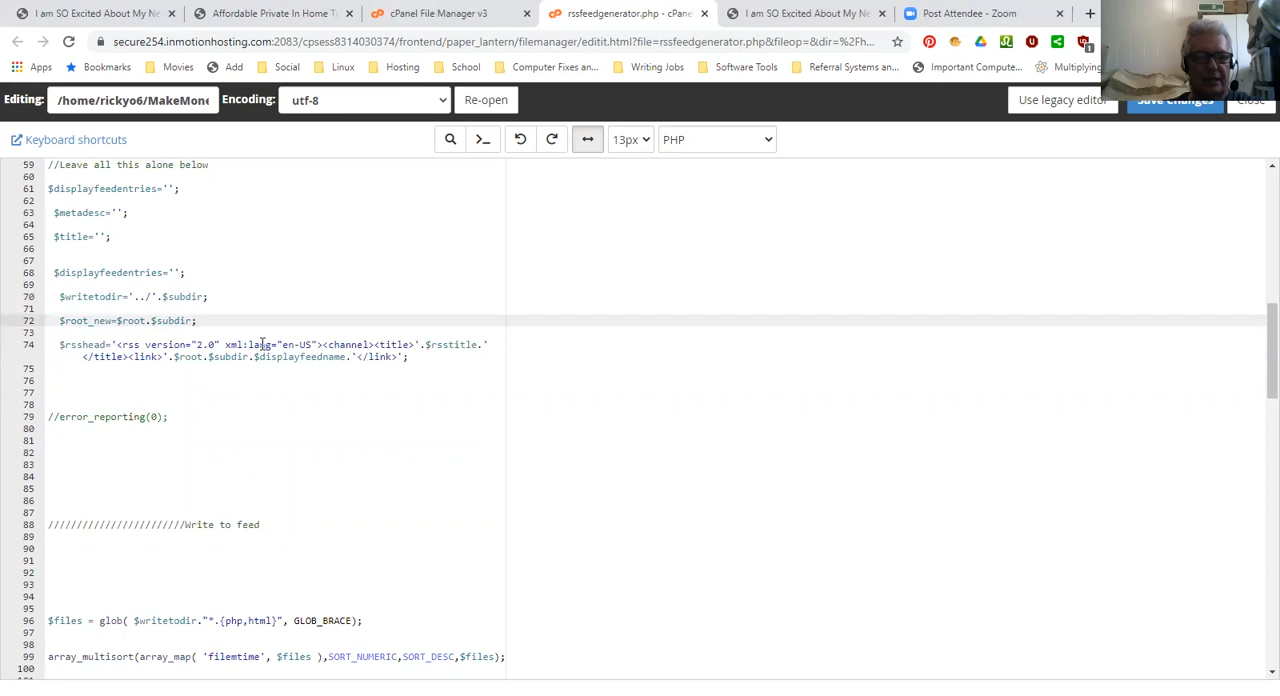 I am SO Excited About My Ne
Affordable Private In Home Tu
cPanel File Manager v3
rssfeedgenerator.php - cPane
I am SO Excited About My Ne
Post Attendee - Zoom
secure254.inmotionhosting.com:2083/cpsess8314030374/frontend/paper_lantern/filemanager/editit.html?file=rssfeedgenerator.php&fileop=&dir=%2Fh...
Apps Bookmarks Movies Add Social Linux Hosting School Computer Fixes an... Writing Jobs Software Tools Referral Systems an... Important Compute... Multiplying
Editing: /home/rickyo6/MakeMone Encoding: utf-8 Re-open Use legacy editor Save Changes Close
Keyboard shortcuts 13px PHP
59 //Leave all this alone below
60
61 $displayfeedentries='';
62
63 $metadesc='';
64
65 $title='';
66
67
68 $displayfeedentries='';
69
70 $writetodir='../'.$subdir;
71
72 $root_new=$root.$subdir;
73
74 $rsshead='<rss version="2.0" xml:lang="en-US"><channel><title>'.$rsstitle.'
</title><link>'.$root.$subdir.$displayfeedname.'</link>';
75
76
77
78
79 //error_reporting(0);
80
81
82
83
84
85
86
87
88 ////////////////////////Write to feed
89
90
91
92
93
94
95
96 $files = glob( $writetodir."*.{php,html}", GLOB_BRACE);
97
98
99 array_multisort(array_map( 'filemtime', $files ),SORT_NUMERIC,SORT_DESC,$files);
100